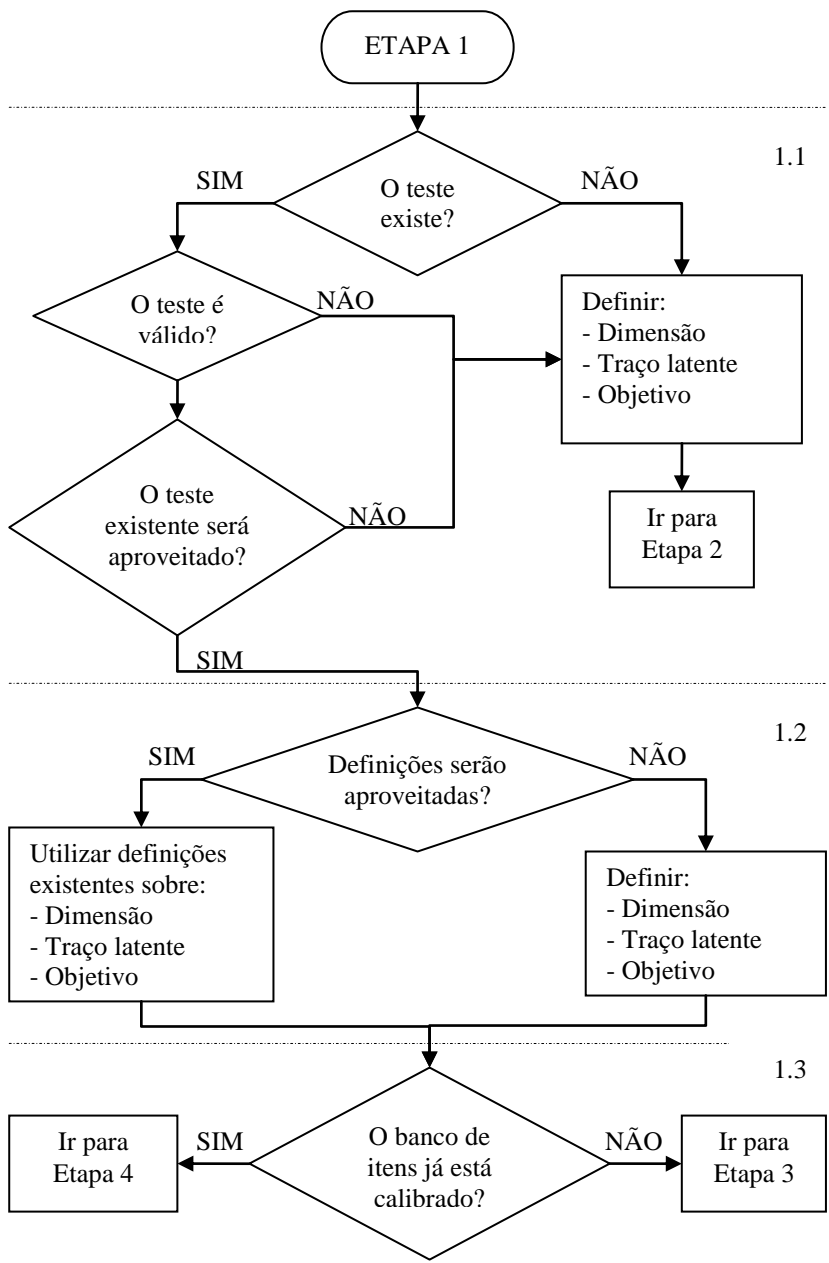 ETAPA 1
1.1
SIM
O teste
existe?
NÃO
O teste é
válido?
NÃO
Definir:
- Dimensão
- Traço latente
- Objetivo
O teste
existente será
aproveitado?
NÃO
Ir para
Etapa 2
SIM
1.2
SIM
Definições serão
aproveitadas?
NÃO
Utilizar definições
existentes sobre:
- Dimensão
- Traço latente
- Objetivo
Definir:
- Dimensão
- Traço latente
- Objetivo
1.3
Ir para
Etapa 4
SIM
O banco de
itens já está
calibrado?
NÃO
Ir para
Etapa 3